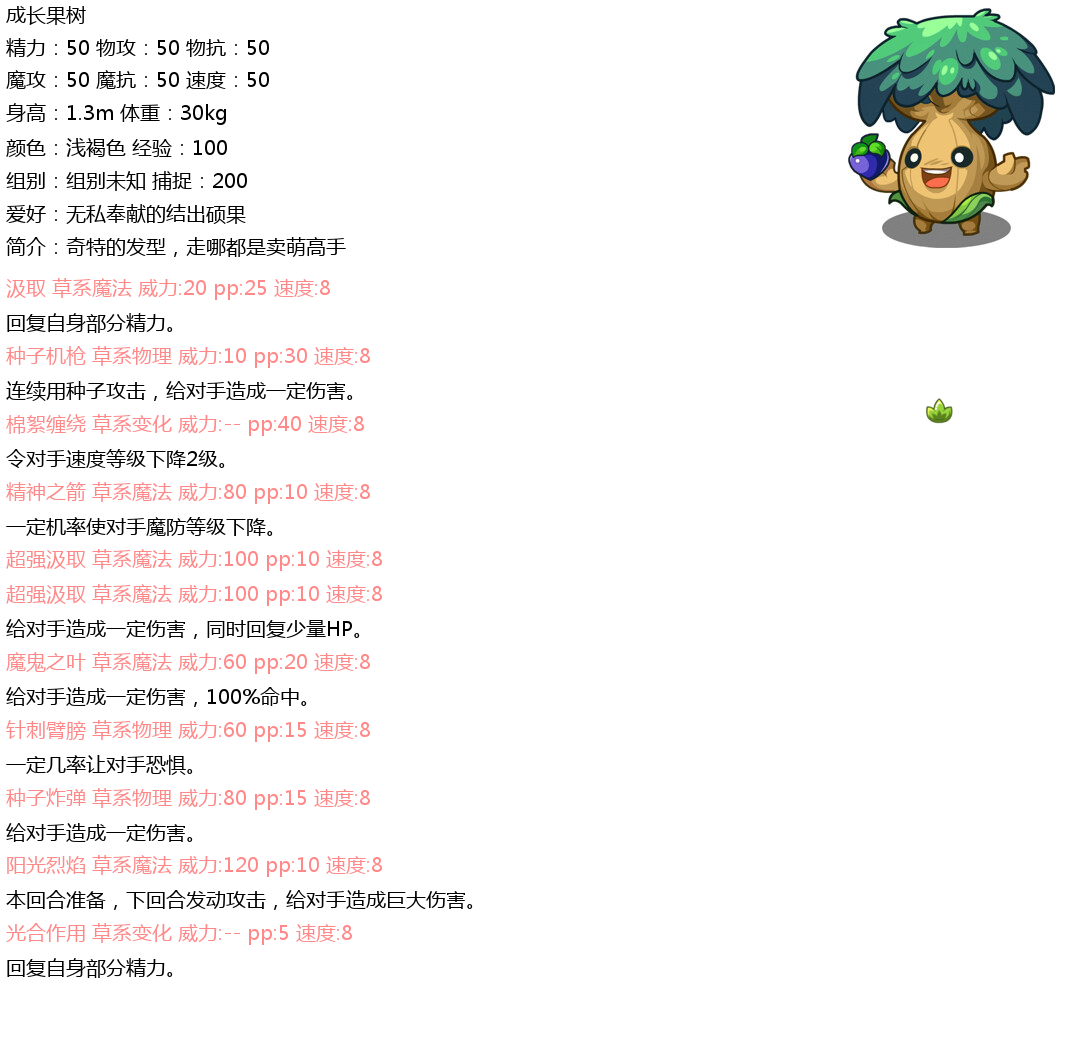 成长果树
精力：50 物攻：50 物抗：50
魔攻：50 魔抗：50 速度：50
身高：1.3m 体重：30kg
颜色：浅褐色 经验：100
组别：组别未知 捕捉：200
爱好：无私奉献的结出硕果
简介：奇特的发型，走哪都是卖萌高手
汲取 草系魔法 威力:20 pp:25 速度:8
回复自身部分精力。
种子机枪 草系物理 威力:10 pp:30 速度:8
连续用种子攻击，给对手造成一定伤害。
棉絮缠绕 草系变化 威力:-- pp:40 速度:8
令对手速度等级下降2级。
精神之箭 草系魔法 威力:80 pp:10 速度:8
一定机率使对手魔防等级下降。
超强汲取 草系魔法 威力:100 pp:10 速度:8
超强汲取 草系魔法 威力:100 pp:10 速度:8
给对手造成一定伤害，同时回复少量HP。
魔鬼之叶 草系魔法 威力:60 pp:20 速度:8
给对手造成一定伤害，100%命中。
针刺臂膀 草系物理 威力:60 pp:15 速度:8
一定几率让对手恐惧。
种子炸弹 草系物理 威力:80 pp:15 速度:8
给对手造成一定伤害。
阳光烈焰 草系魔法 威力:120 pp:10 速度:8
本回合准备，下回合发动攻击，给对手造成巨大伤害。
光合作用 草系变化 威力:-- pp:5 速度:8
回复自身部分精力。